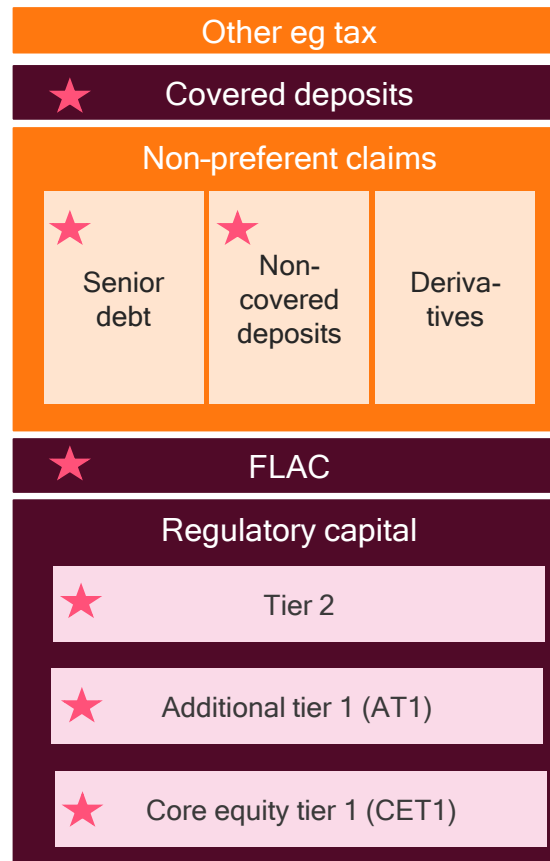 Other eg tax
Covered deposits
Non-preferent claims
Senior
debt
Non-
covered
deposits
Deriva-
tives
FLAC
Regulatory capital
Tier 2
Additional tier 1 (AT1)
Core equity tier 1 (CET1)